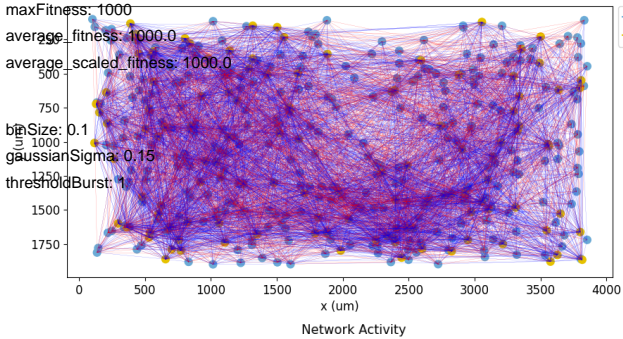 maxFitness: 1000
average_fitness: 1000.0
average_scaled_fitness: 1000.0
binSize: 0.1
gaussianSigma: 0.15
thresholdBurst: 1
250
500
750
1000
1250
1500
1750
0 500 1000 1500 2000 2500 3000 3500 4000
x (um)
Network Activity